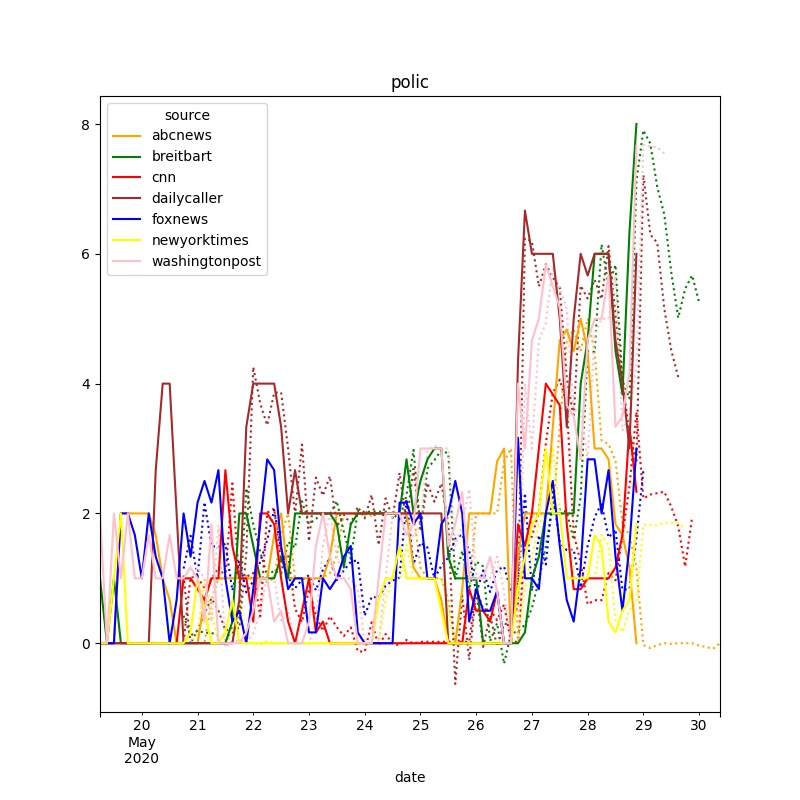 polic
source
abcnews
breitbart
cnn
dailycaller
foxnews
newyorktimes
washingtonpost
8
6
4
2
0
20 21 22 23 24 25 26 27 28 29 30
May
2020
date